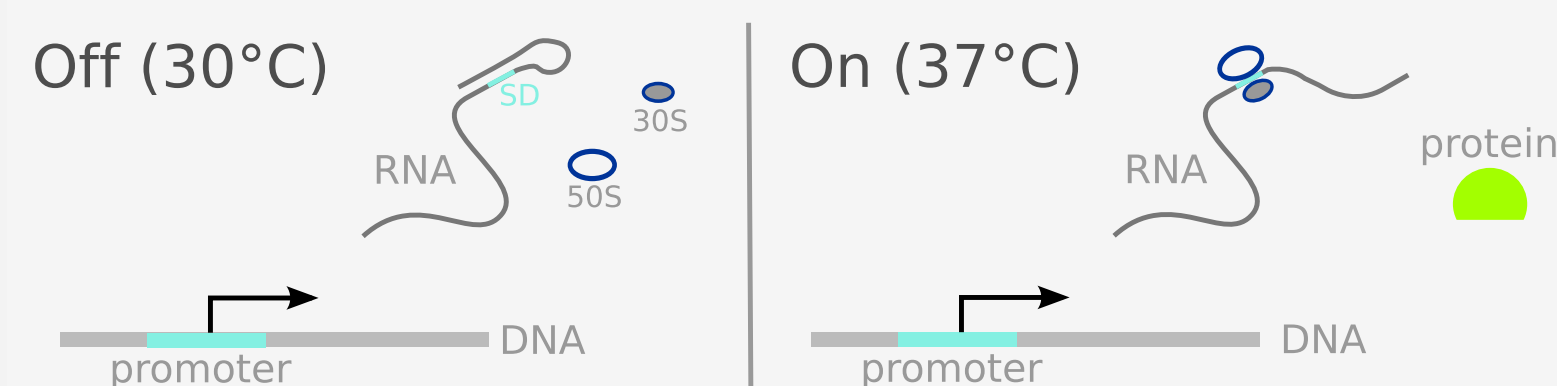 Off (30°C)
SD
30S
RNA
50S
DNA
promoter
On (37°C)
protein
RNA
DNA
promoter